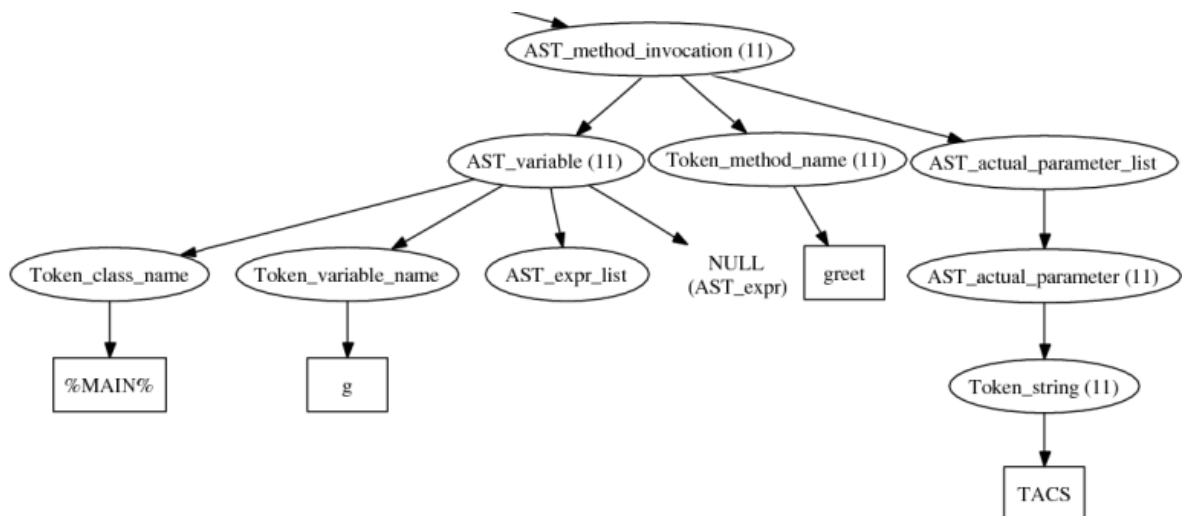 AST_method_invocation (11)
AST_variable (11)
Token_method_name (11)
AST_actual_parameter_list
Token_class_name
Token_variable_name
AST_expr_list
NULL
(AST_expr)
greet
AST_actual_parameter (11)
%MAIN%
g
Token_string (11)
TACS